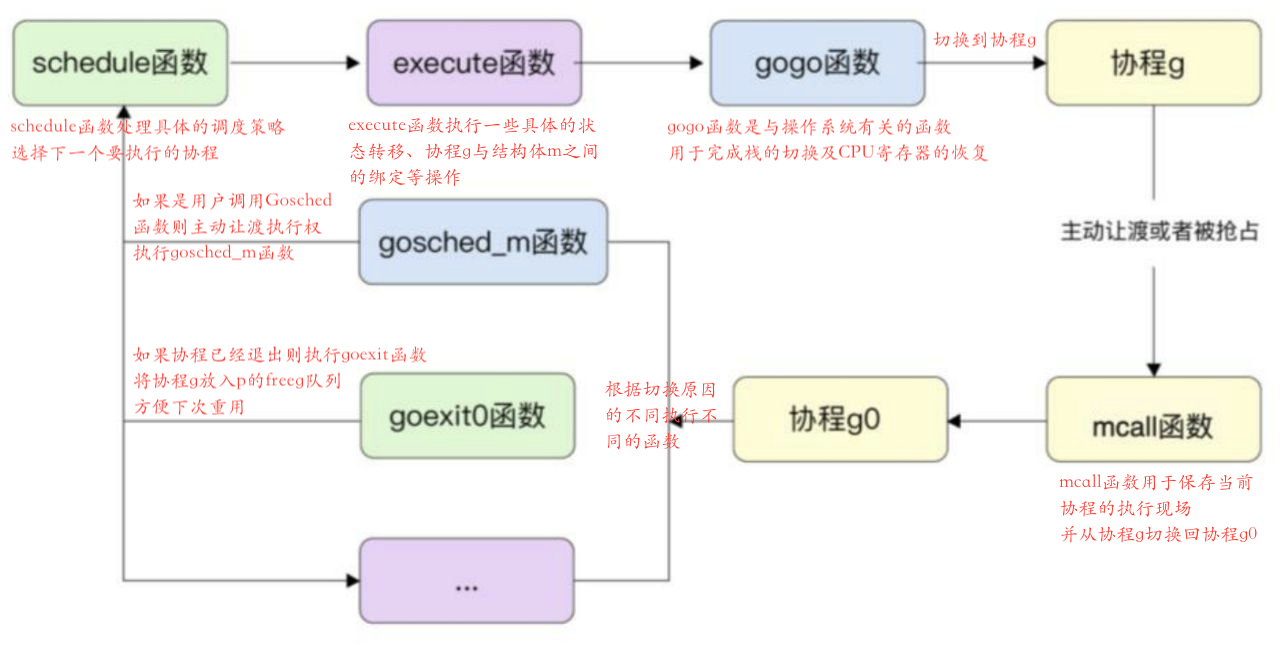 schedule函数
execute函数
gogo函数
切换到协程g
协程g
schedule函数处理具体的调度策略
选择下一个要执行的协程
execute函数执行一些具体的状
态转移、协程g与结构体m之间
的绑定等操作
gogo函数是与操作系统有关的函数
用于完成栈的切换及CPU寄存器的恢复
如果是用户调用Gosched
函数则主动让渡执行权
执行gosched_m函数
gosched_m函数
主动让渡或者被抢占
如果协程已经退出则执行goexit函数
将协程g放入p的freeg队列
方便下次重用
goexit0函数
根据切换原因
的不同执行不
同的函数
协程g0
mcall函数
mcall函数用于保存当前
协程的执行现场
并从协程g切换回协程g0
...